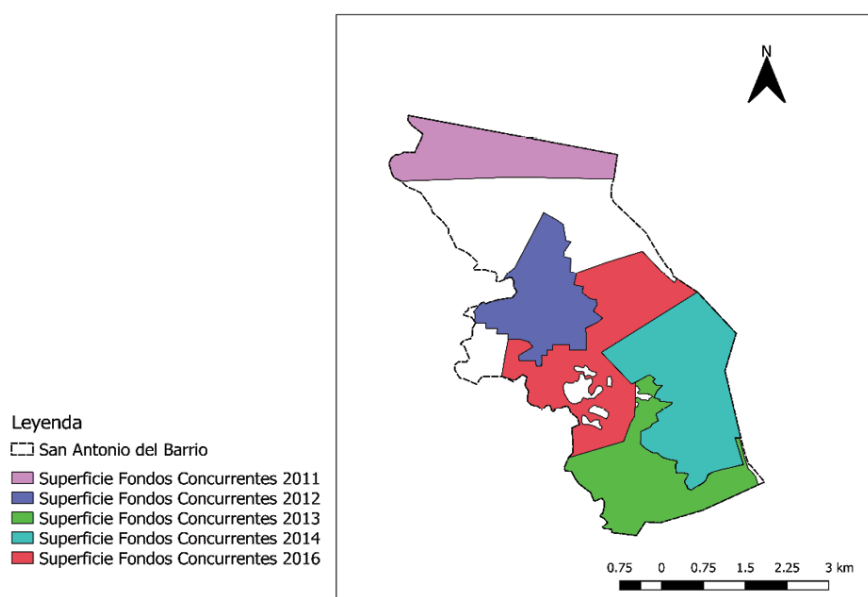 N
Leyenda
San Antonio del Barrio
Superficie Fondos Concurrentes 2011
Superficie Fondos Concurrentes 2012
Superficie Fondos Concurrentes 2013
Superficie Fondos Concurrentes 2014
Superficie Fondos Concurrentes 2016
0.75 0 0.75 1.5 2.25 3 km